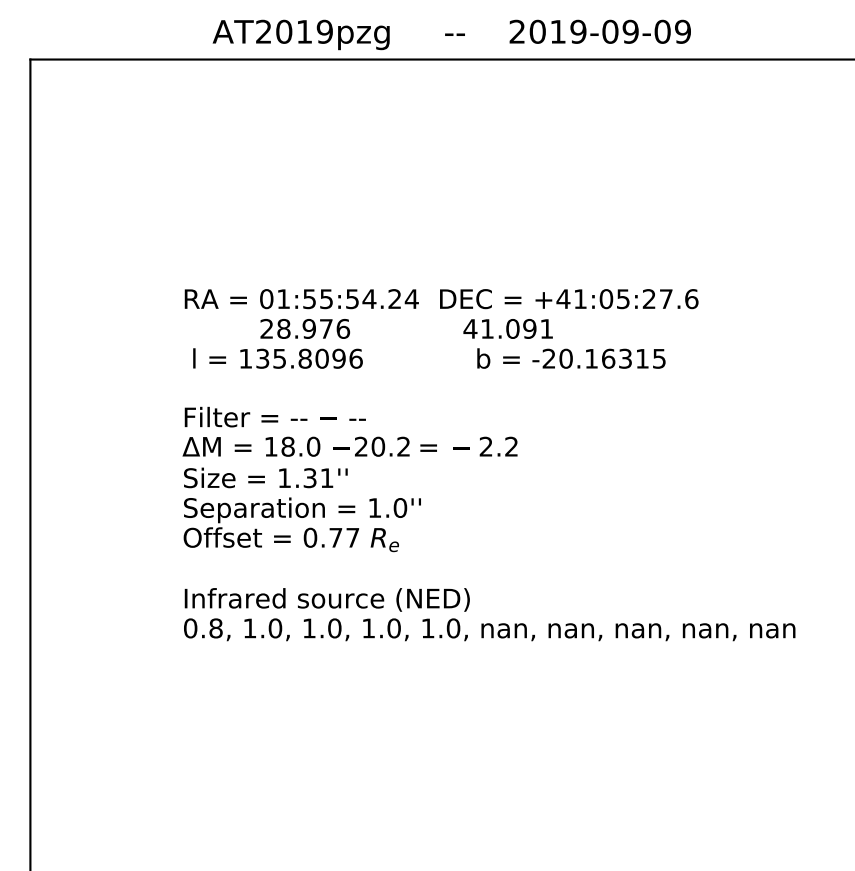 AT2019pzg -- 2019-09-09
RA = 01:55:54.24 DEC = +41:05:27.6
28.976 41.091
l = 135.8096 b = -20.16315
Filter = -- − --
ΔM = 18.0 −20.2 = − 2.2
Size = 1.31''
Separation = 1.0''
Offset = 0.77 Rₑ
Infrared source (NED)
0.8, 1.0, 1.0, 1.0, 1.0, nan, nan, nan, nan, nan